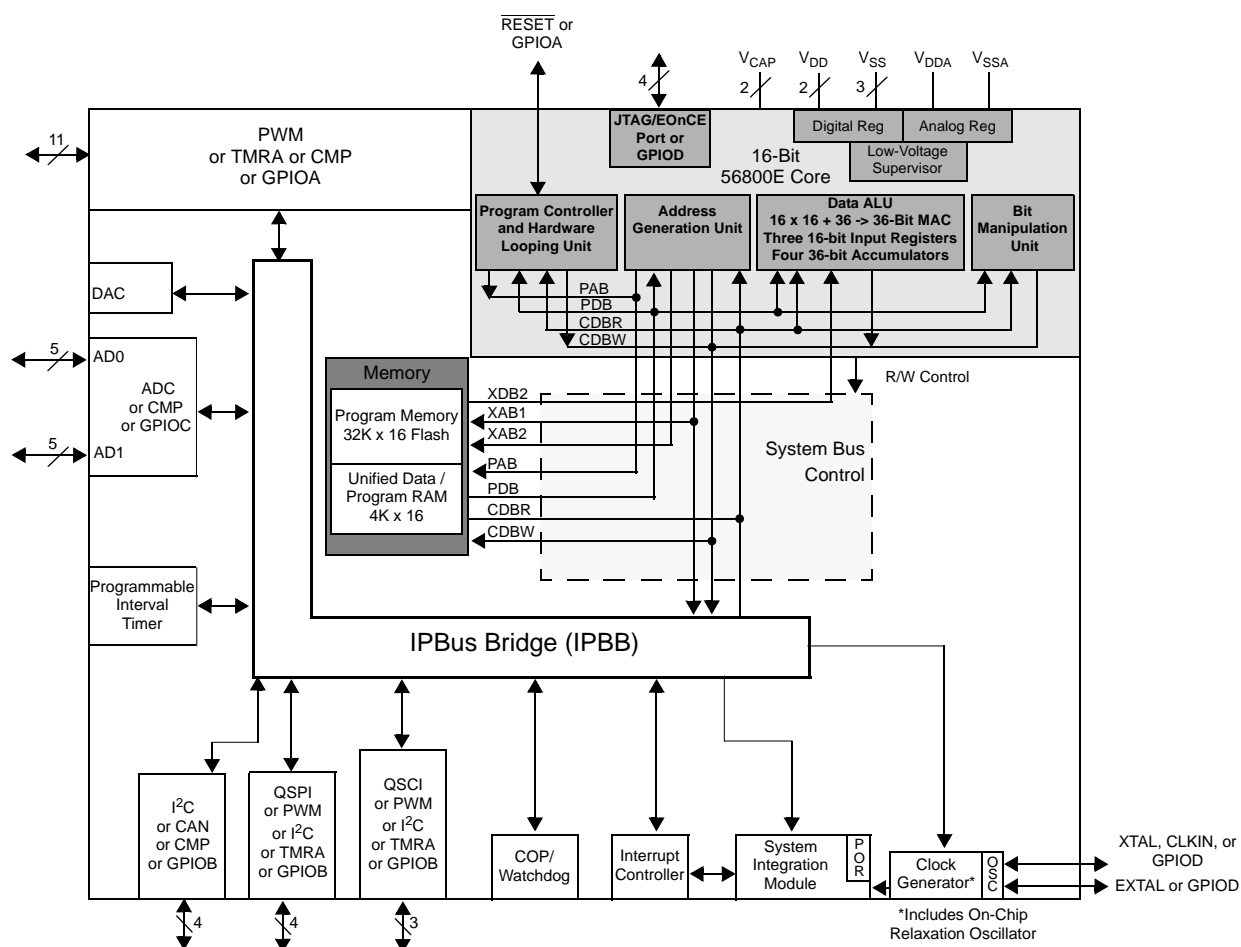 RESET or
GPIOA
4
VCAP
2
VDD
2
VSS
3
VDDA
VSSA
11
PWM
or TMRA or CMP
or GPIOA
JTAG/EOnCE
Port or
GPIOD
Digital Reg
Analog Reg
Low-Voltage
Supervisor
16-Bit
56800E Core
Program Controller
and Hardware
Looping Unit
Address
Generation Unit
Data ALU
16 x 16 + 36 -> 36-Bit MAC
Three 16-bit Input Registers
Four 36-bit Accumulators
Bit
Manipulation
Unit
PAB
PDB
CDBR
CDBW
DAC
5
AD0
ADC
or CMP
or GPIOC
5
AD1
Memory
Program Memory
32K x 16 Flash
Unified Data /
Program RAM
4K x 16
XDB2
XAB1
XAB2
PAB
PDB
CDBR
CDBW
R/W Control
System Bus
Control
Programmable
Interval
Timer
IPBus Bridge (IPBB)
I2C
or CAN
or CMP
or GPIOB
4
QSPI
or PWM
or I2C
or TMRA
or GPIOB
4
QSCI
or PWM
or I2C
or TMRA
or GPIOB
3
COP/
Watchdog
Interrupt
Controller
System
Integration
Module
POR
Clock
Generator*
OSC
XTAL, CLKIN, or
GPIOD
EXTAL or GPIOD
*Includes On-Chip
Relaxation Oscillator